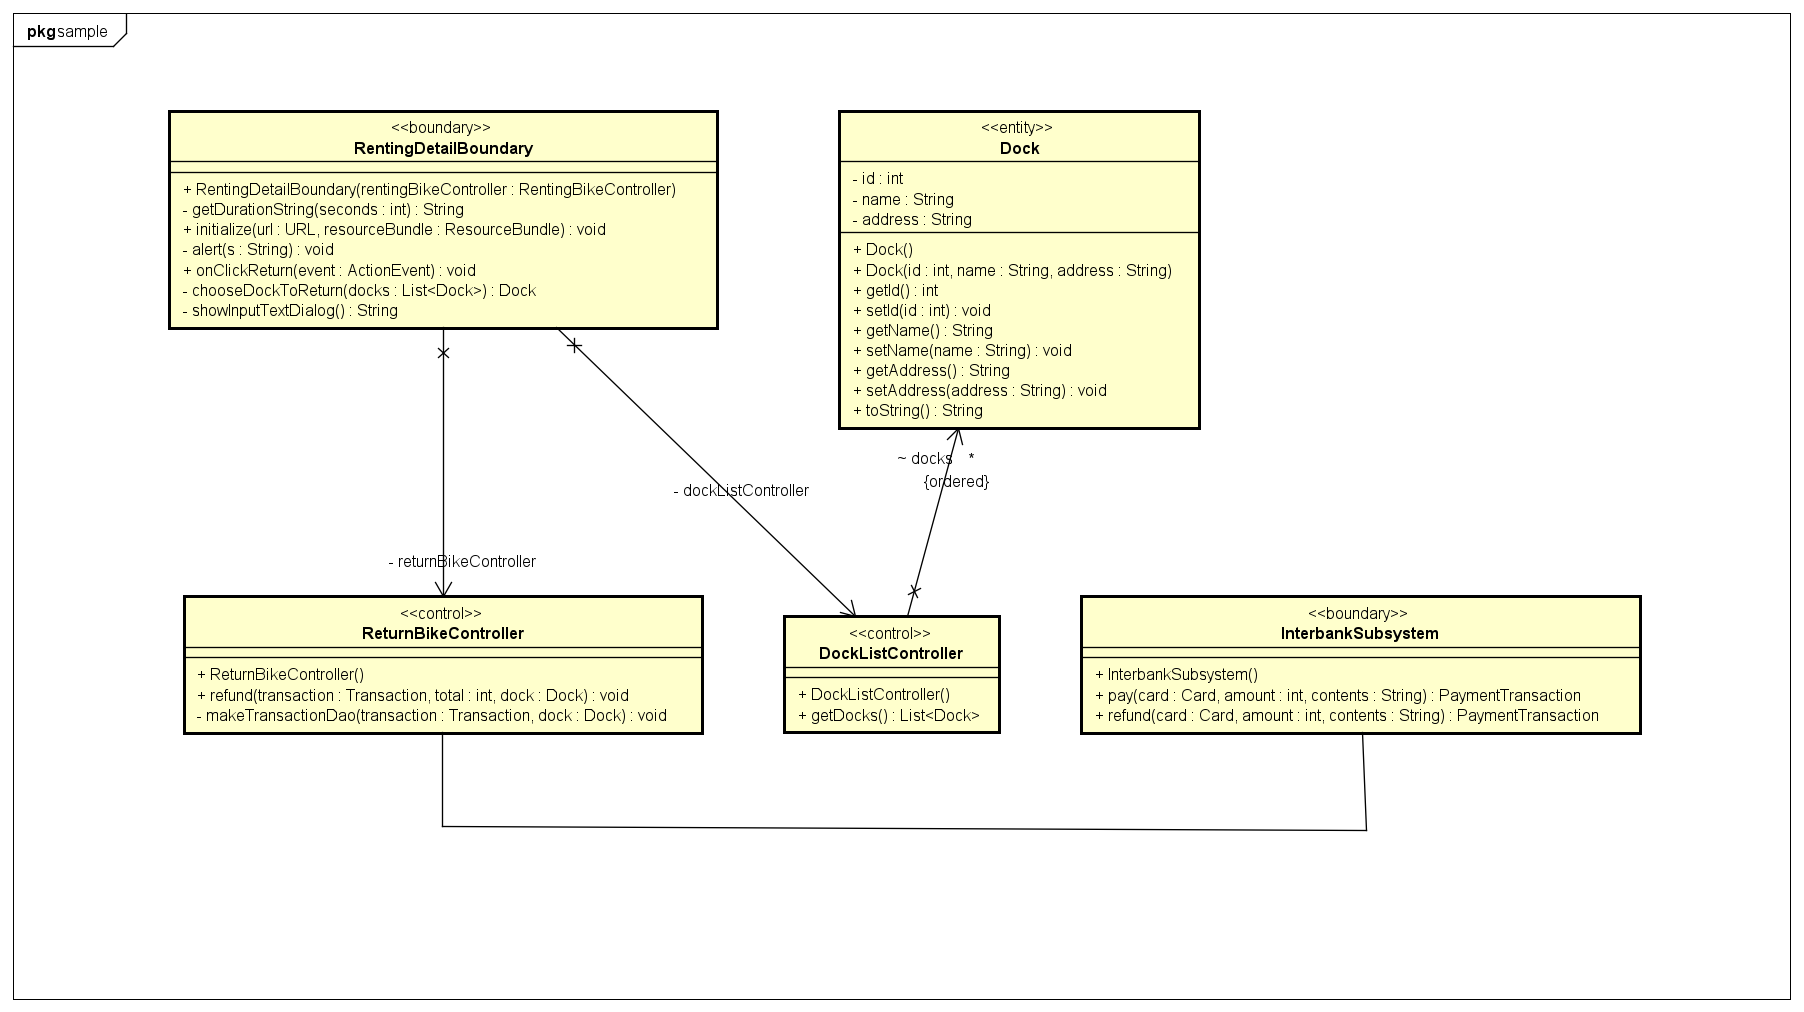 pkg sample
<<boundary>>
RentingDetailBoundary
+ RentingDetailBoundary(rentingBikeController : RentingBikeController)
- getDurationString(seconds : int) : String
+ initialize(url : URL, resourceBundle : ResourceBundle) : void
- alert(s : String) : void
+ onClickReturn(event : ActionEvent) : void
- chooseDockToReturn(docks : List<Dock>) : Dock
- showInputTextDialog() : String
<<entity>>
Dock
- id : int
- name : String
- address : String
+ Dock()
+ Dock(id : int, name : String, address : String)
+ getId() : int
+ setId(id : int) : void
+ getName() : String
+ setName(name : String) : void
+ getAddress() : String
+ setAddress(address : String) : void
+ toString() : String
~ docks *
{ordered}
- dockListController
- returnBikeController
<<control>>
ReturnBikeController
+ ReturnBikeController()
+ refund(transaction : Transaction, total : int, dock : Dock) : void
- makeTransactionDao(transaction : Transaction, dock : Dock) : void
<<control>>
DockListController
+ DockListController()
+ getDocks() : List<Dock>
<<boundary>>
InterbankSubsystem
+ InterbankSubsystem()
+ pay(card : Card, amount : int, contents : String) : PaymentTransaction
+ refund(card : Card, amount : int, contents : String) : PaymentTransaction